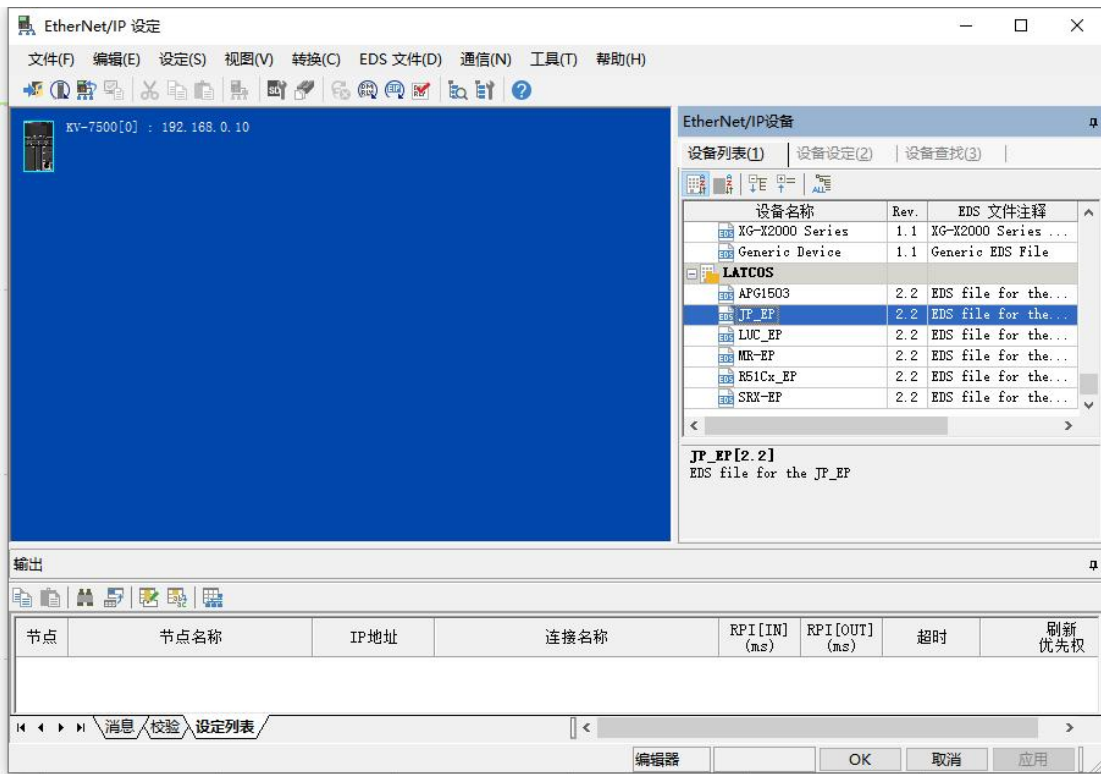 EtherNet/IP 设定
文件(F) 编辑(E) 设定(S) 视图(V) 转换(C) EDS 文件(D) 通信(N) 工具(T) 帮助(H)
KV-7500[0] : 192.168.0.10
EtherNet/IP设备
设备列表(1) 设备设定(2) 设备查找(3)
设备名称 Rev. EDS 文件注释
XG-X2000 Series 1.1 XG-X2000 Series ...
Generic Device 1.1 Generic EDS File
LATCOS
APG1503 2.2 EDS file for the...
JP_EP 2.2 EDS file for the...
LUC_EP 2.2 EDS file for the...
MR-EP 2.2 EDS file for the...
R51Cx_EP 2.2 EDS file for the...
SRX-EP 2.2 EDS file for the...
JP_EP[2.2]
EDS file for the JP_EP
输出
节点 节点名称 IP地址 连接名称 RPI[IN] (ms) RPI[OUT] (ms) 超时 刷新 优先权
消息 校验 设定列表
编辑器 OK 取消 应用